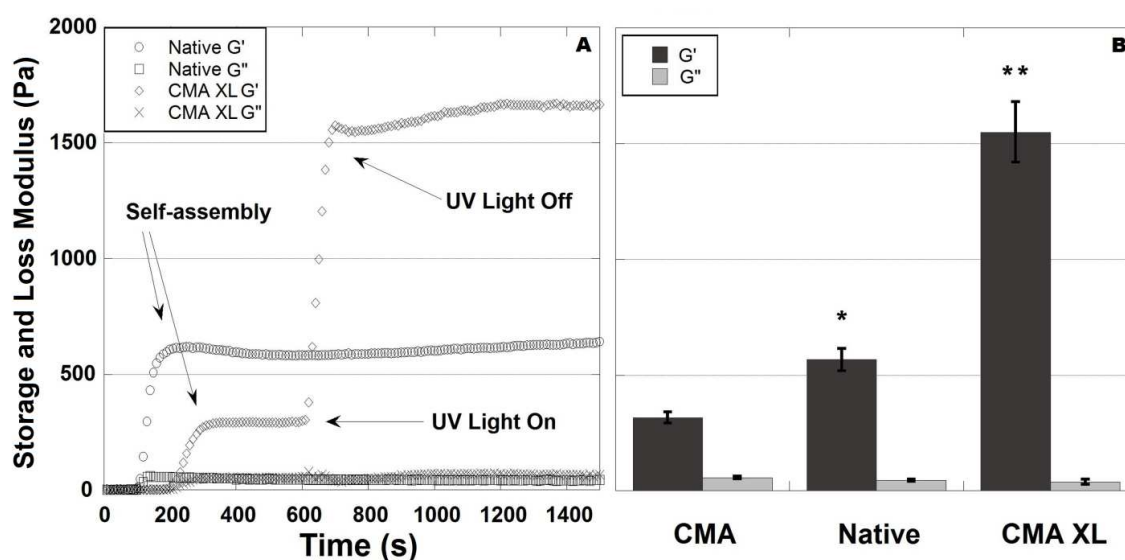 Storage and Loss Modulus (Pa)
2000
1500
1000
500
0
Native G'
Native G"
CMA XL G'
CMA XL G"
A
Self-assembly
UV Light Off
UV Light On
0 200 400 600 800 1000 1200 1400
Time (s)
G'
G"
B
*
**
CMA Native CMA XL